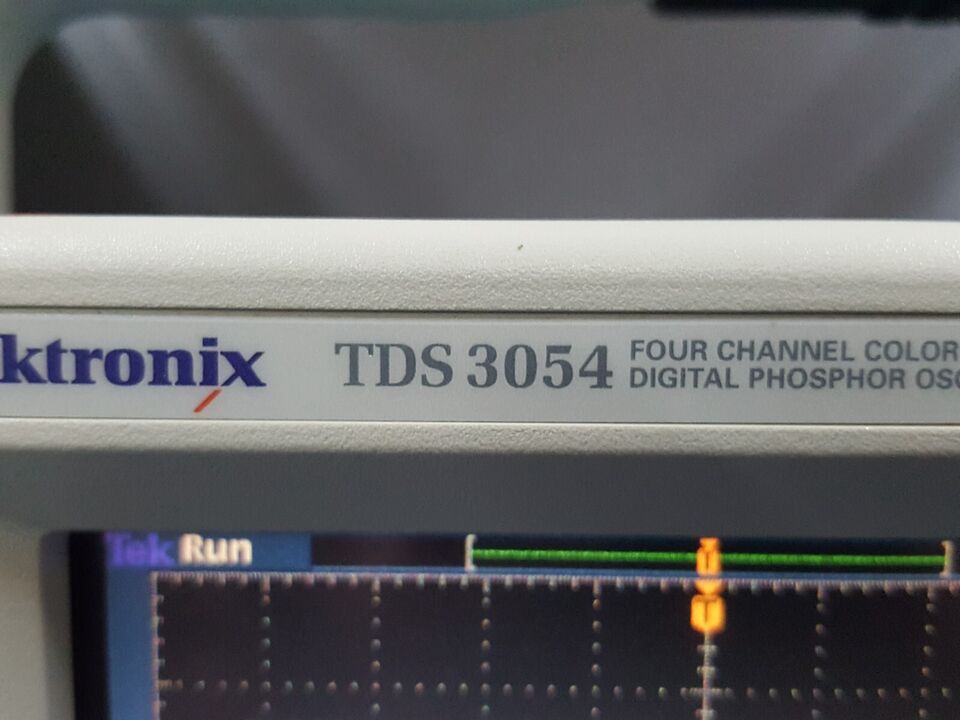 ktronix TDS 3054 FOUR CHANNEL COLOR
DIGITAL PHOSPHOR OSC
Tek Run
T
T